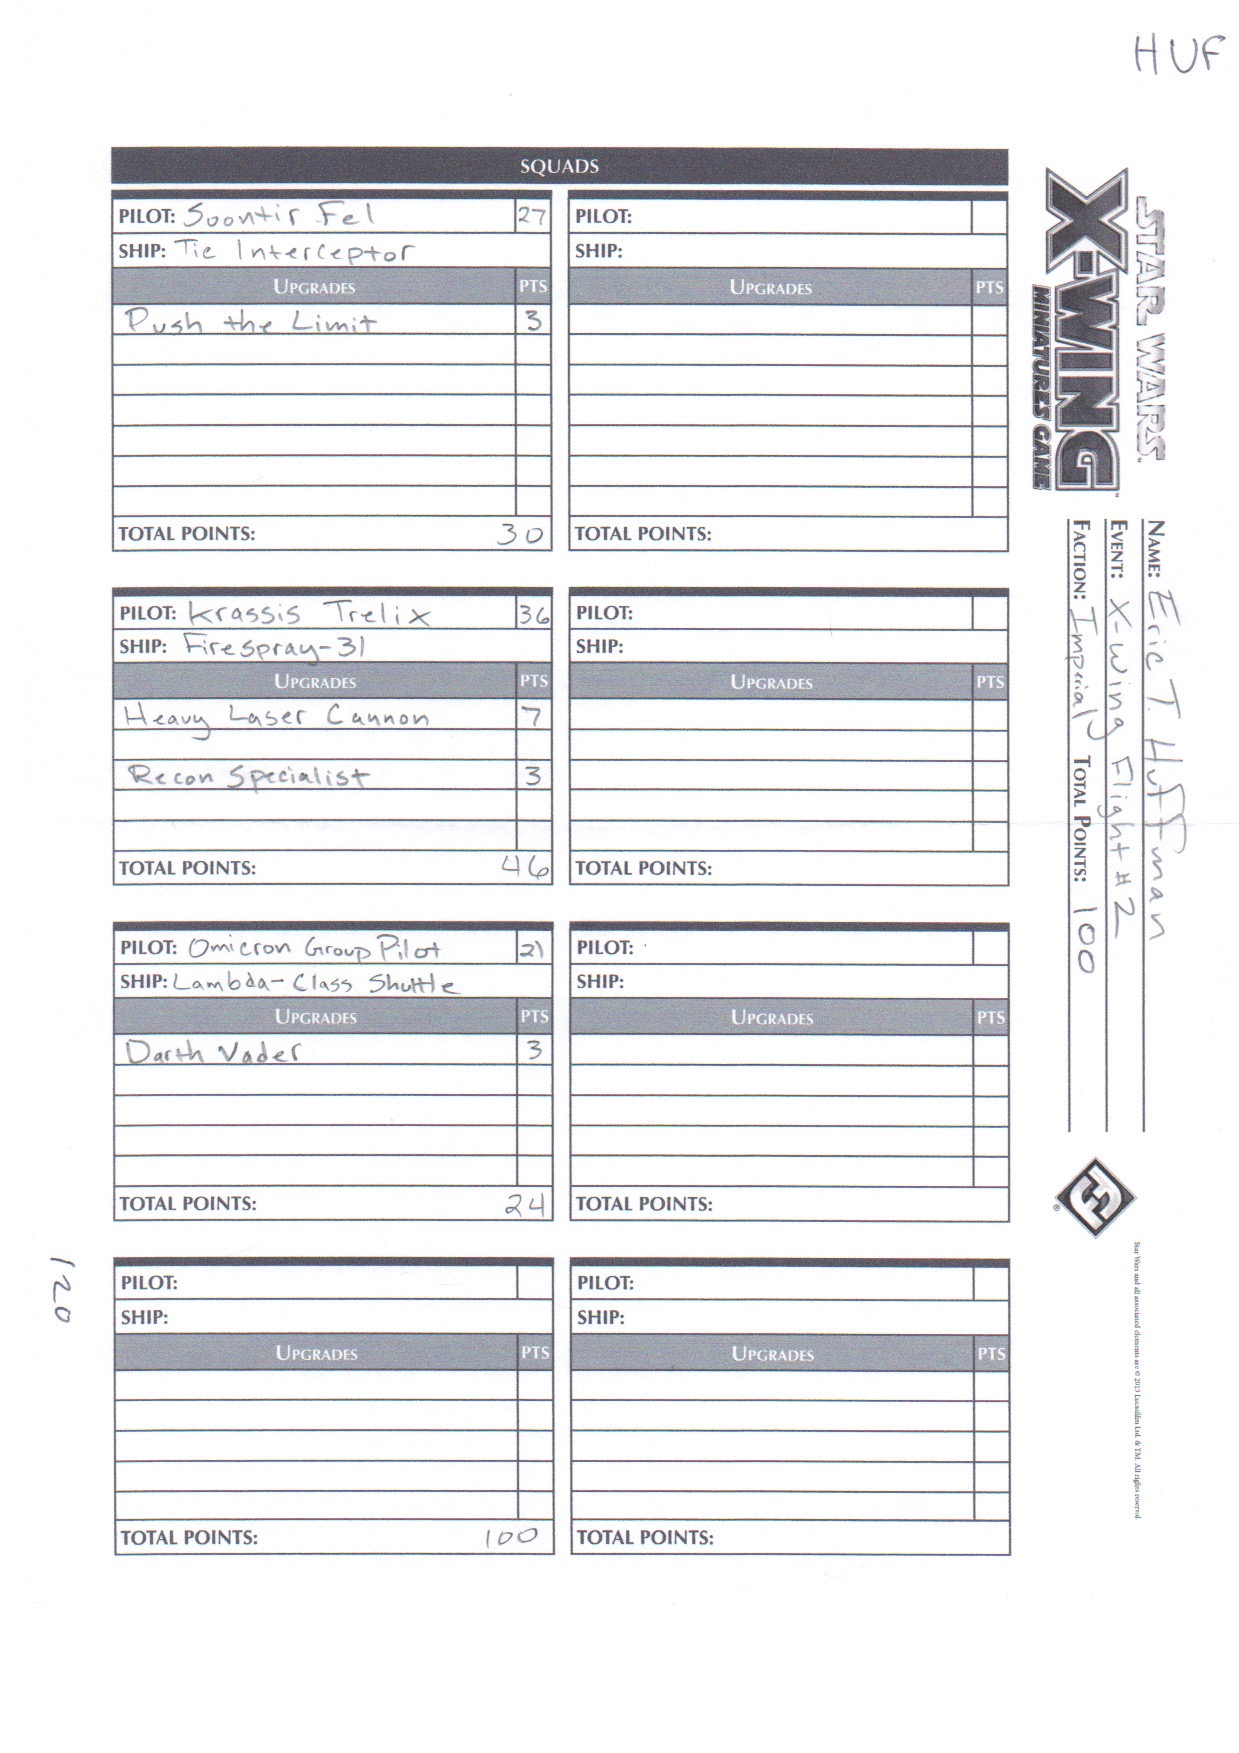 HUF
SQUADS
PILOT: Soontir Fel 27
SHIP: Tie Interceptor
UPGRADES PTS
Push the Limit 3
TOTAL POINTS: 30
PILOT:
SHIP:
UPGRADES PTS
TOTAL POINTS:
PILOT: Krassis Trelix 36
SHIP: Firespray-31
UPGRADES PTS
Heavy Laser Cannon 7
Recon Specialist 3
TOTAL POINTS: 46
PILOT:
SHIP:
UPGRADES PTS
TOTAL POINTS:
PILOT: Omicron Group Pilot 21
SHIP: Lambda-Class Shuttle
UPGRADES PTS
Darth Vader 3
TOTAL POINTS: 24
PILOT:
SHIP:
UPGRADES PTS
TOTAL POINTS:
PILOT:
SHIP:
UPGRADES PTS
TOTAL POINTS: 100
PILOT:
SHIP:
UPGRADES PTS
TOTAL POINTS:
120
STAR WARS
X-WING™
MINIATURES GAME
NAME: Eric T. Huffman
EVENT: X-Wing Flight #2
FACTION: Imperial TOTAL POINTS: 100
®
Star Wars and all associated elements are © 2013 Lucasfilm Ltd. & TM. All rights reserved.